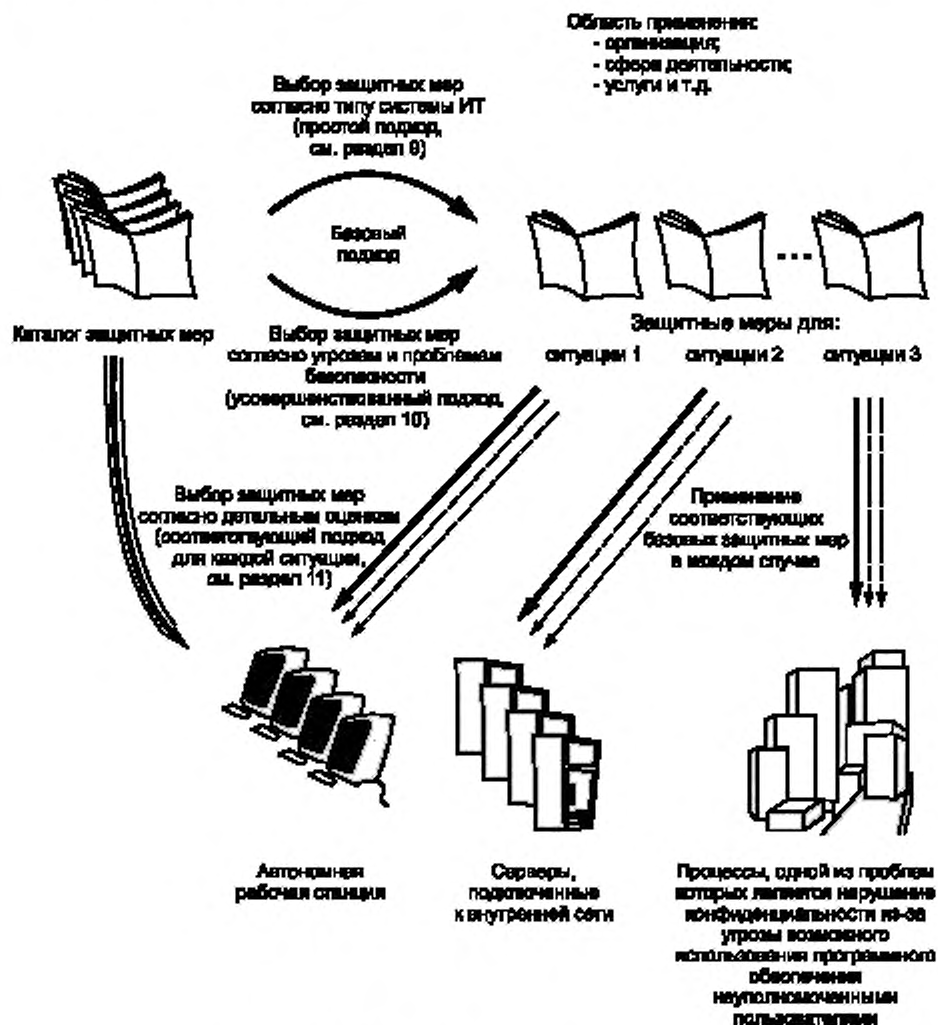 Область применения:
- организация;
- сфера деятельности;
- услуги и т.д.
Выбор защитных мер
согласно типу системы ИТ
(простой подход,
см. раздел 9)
Базовый
подход
Каталог защитных мер
Выбор защитных мер
согласно угрозам и проблемам
безопасности
(усовершенствованный подход,
см. раздел 10)
Защитные меры для:
ситуации 1
ситуации 2
ситуации 3
Выбор защитных мер
согласно детальным оценкам
(соответствующий подход
для каждой ситуации,
см. раздел 11)
Применение
соответствующих
базовых защитных мер
в каждом случае
Автономная
рабочая станция
Серверы,
подключенные
к внутренней сети
Процессы, одной из проблем
которых является нарушение
конфиденциальности из-за
угрозы возможного
использования программного
обеспечения
неуполномоченными
пользователями